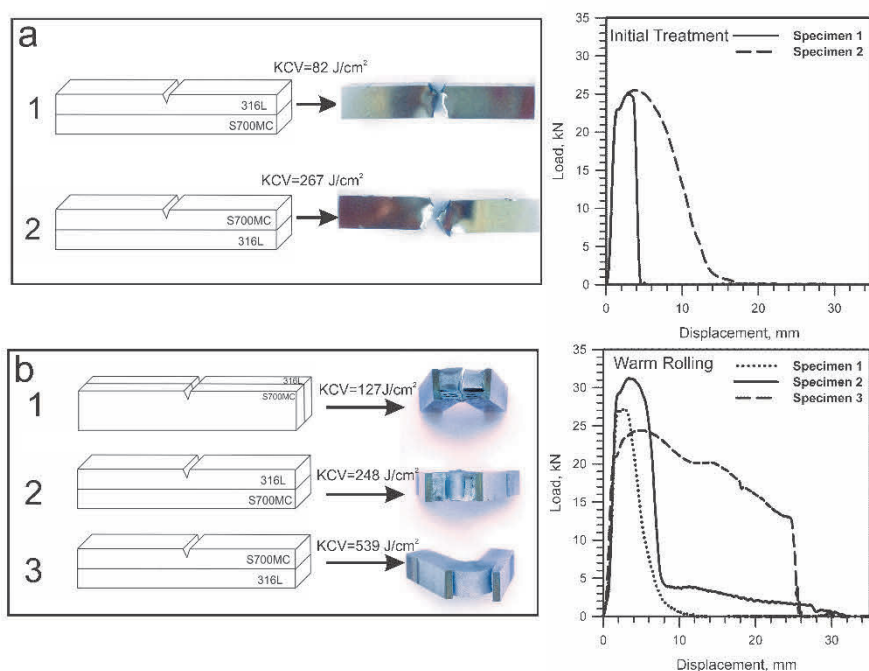 a
KCV=82 J/cm²
1
316L
S700MC
KCV=267 J/cm²
2
S700MC
316L
Initial Treatment
Specimen 1
Specimen 2
Load, kN
35
30
25
20
15
10
5
0
0 10 20 30
Displacement, mm
b
1
316L
S700MC
KCV=127J/cm²
2
KCV=248 J/cm²
316L
S700MC
3
KCV=539 J/cm²
S700MC
316L
Warm Rolling
Specimen 1
Specimen 2
Specimen 3
Load, kN
35
30
25
20
15
10
5
0
0 10 20 30
Displacement, mm